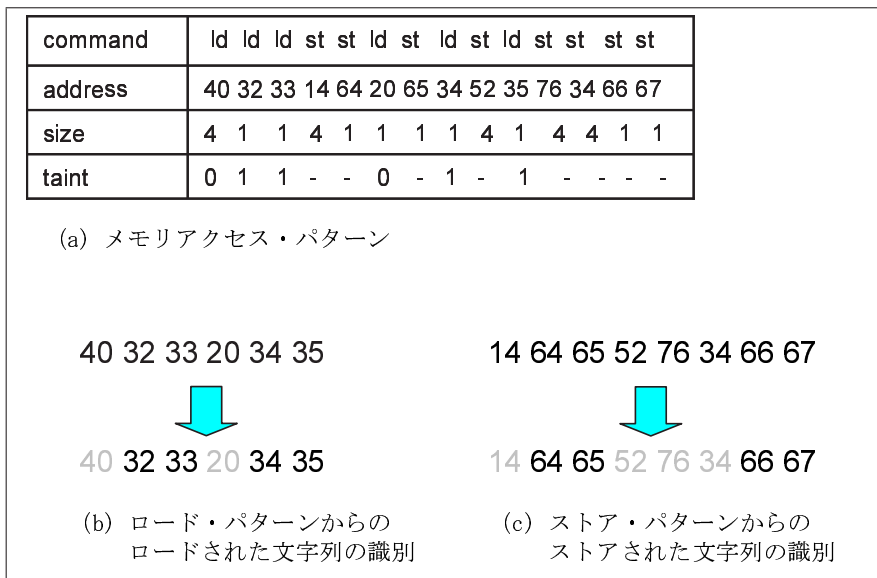 command ld ld ld st st ld st ld st ld st st st st
address 40 32 33 14 64 20 65 34 52 35 76 34 66 67
size 4 1 1 4 1 1 1 1 4 1 4 4 1 1
taint 0 1 1 - - 0 - 1 - 1 - - - -
(a) メモリアクセス・パターン
40 32 33 20 34 35
40 32 33 20 34 35
(b) ロード・パターンからの
ロードされた文字列の識別
14 64 65 52 76 34 66 67
14 64 65 52 76 34 66 67
(c) ストア・パターンからの
ストアされた文字列の識別